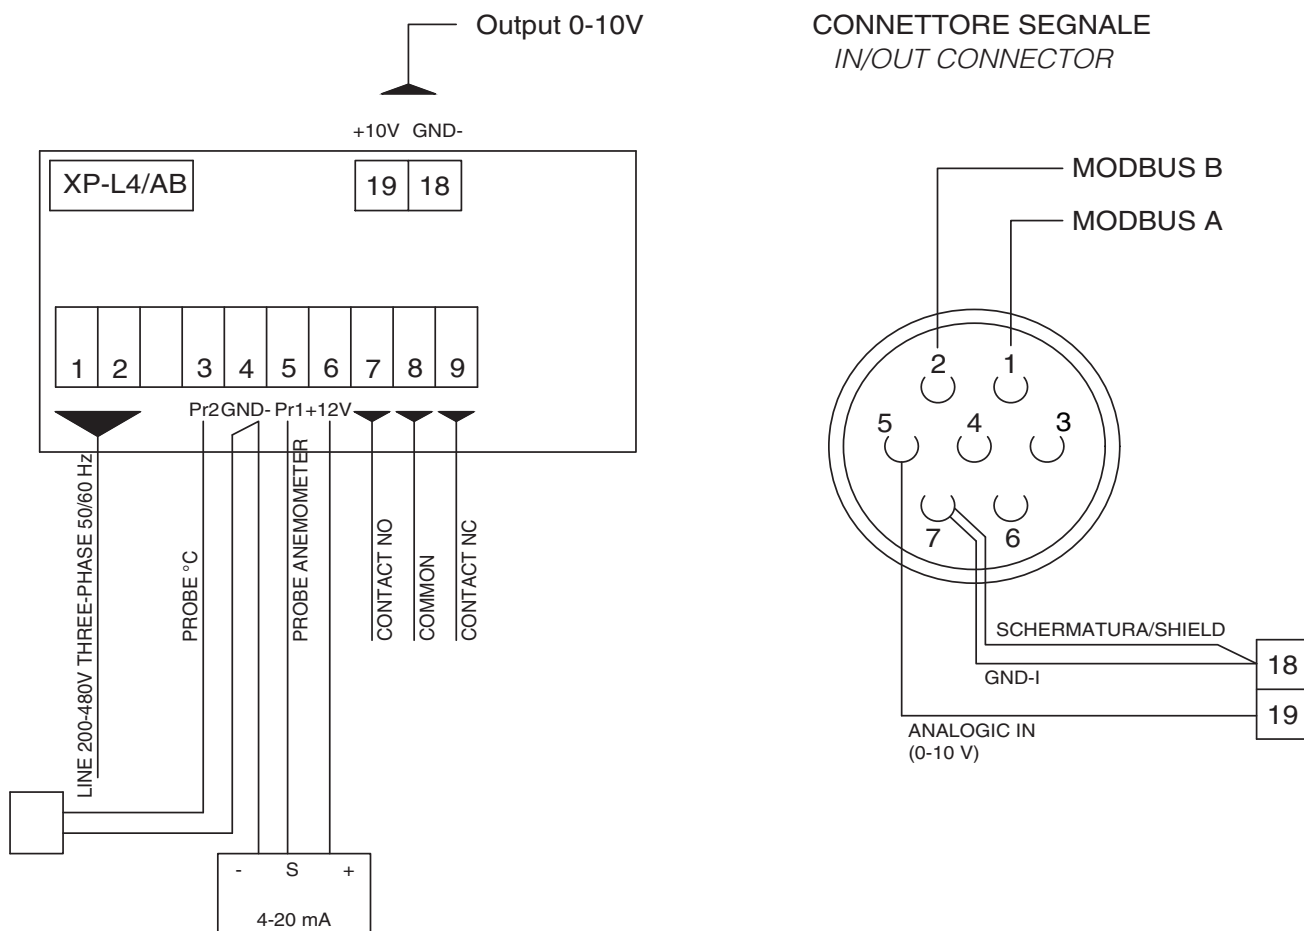 Output 0-10V
+10V GND-
XP-L4/AB
19 18
1 2 3 4 5 6 7 8 9
Pr2 GND- Pr1 +12V
LINE 200-480V THREE-PHASE 50/60 Hz
PROBE °C
PROBE ANEMOMETER
CONTACT NO
COMMON
CONTACT NC
- S +
4-20 mA
CONNETTORE SEGNALE
IN/OUT CONNECTOR
MODBUS B
MODBUS A
2 1
5 4 3
7 6
SCHERMATURA/SHIELD
18
GND-I
19
ANALOGIC IN
(0-10 V)